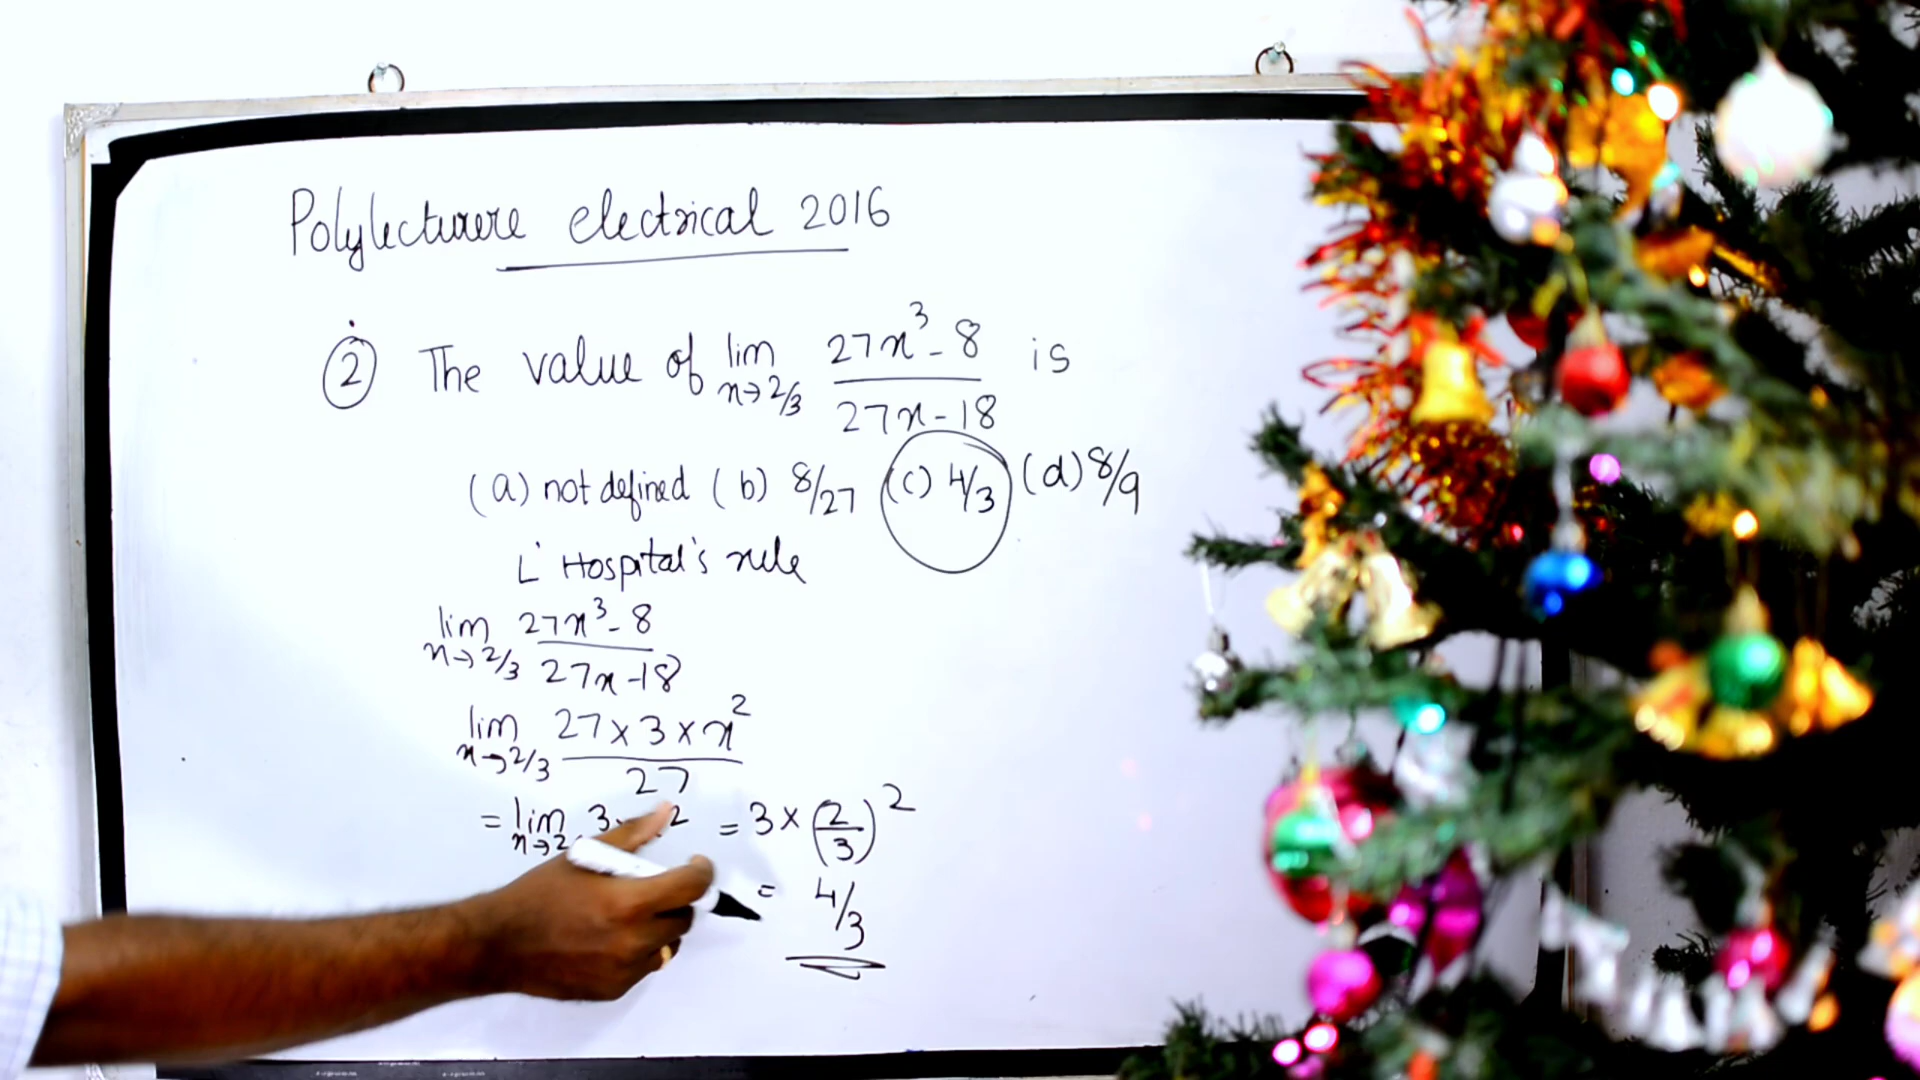 Polylecturere electrical 2016
② The value of lim x→2/3 27x³-8 / 27x-18 is
(a) not defined (b) 8/27 (c) 4/3 (d) 8/9
L' Hospital's rule
lim x→2/3 27x³-8 / 27x-18
lim x→2/3 27×3×x² / 27
= lim x→2 3 2 = 3×(2/3)²
= 4/3